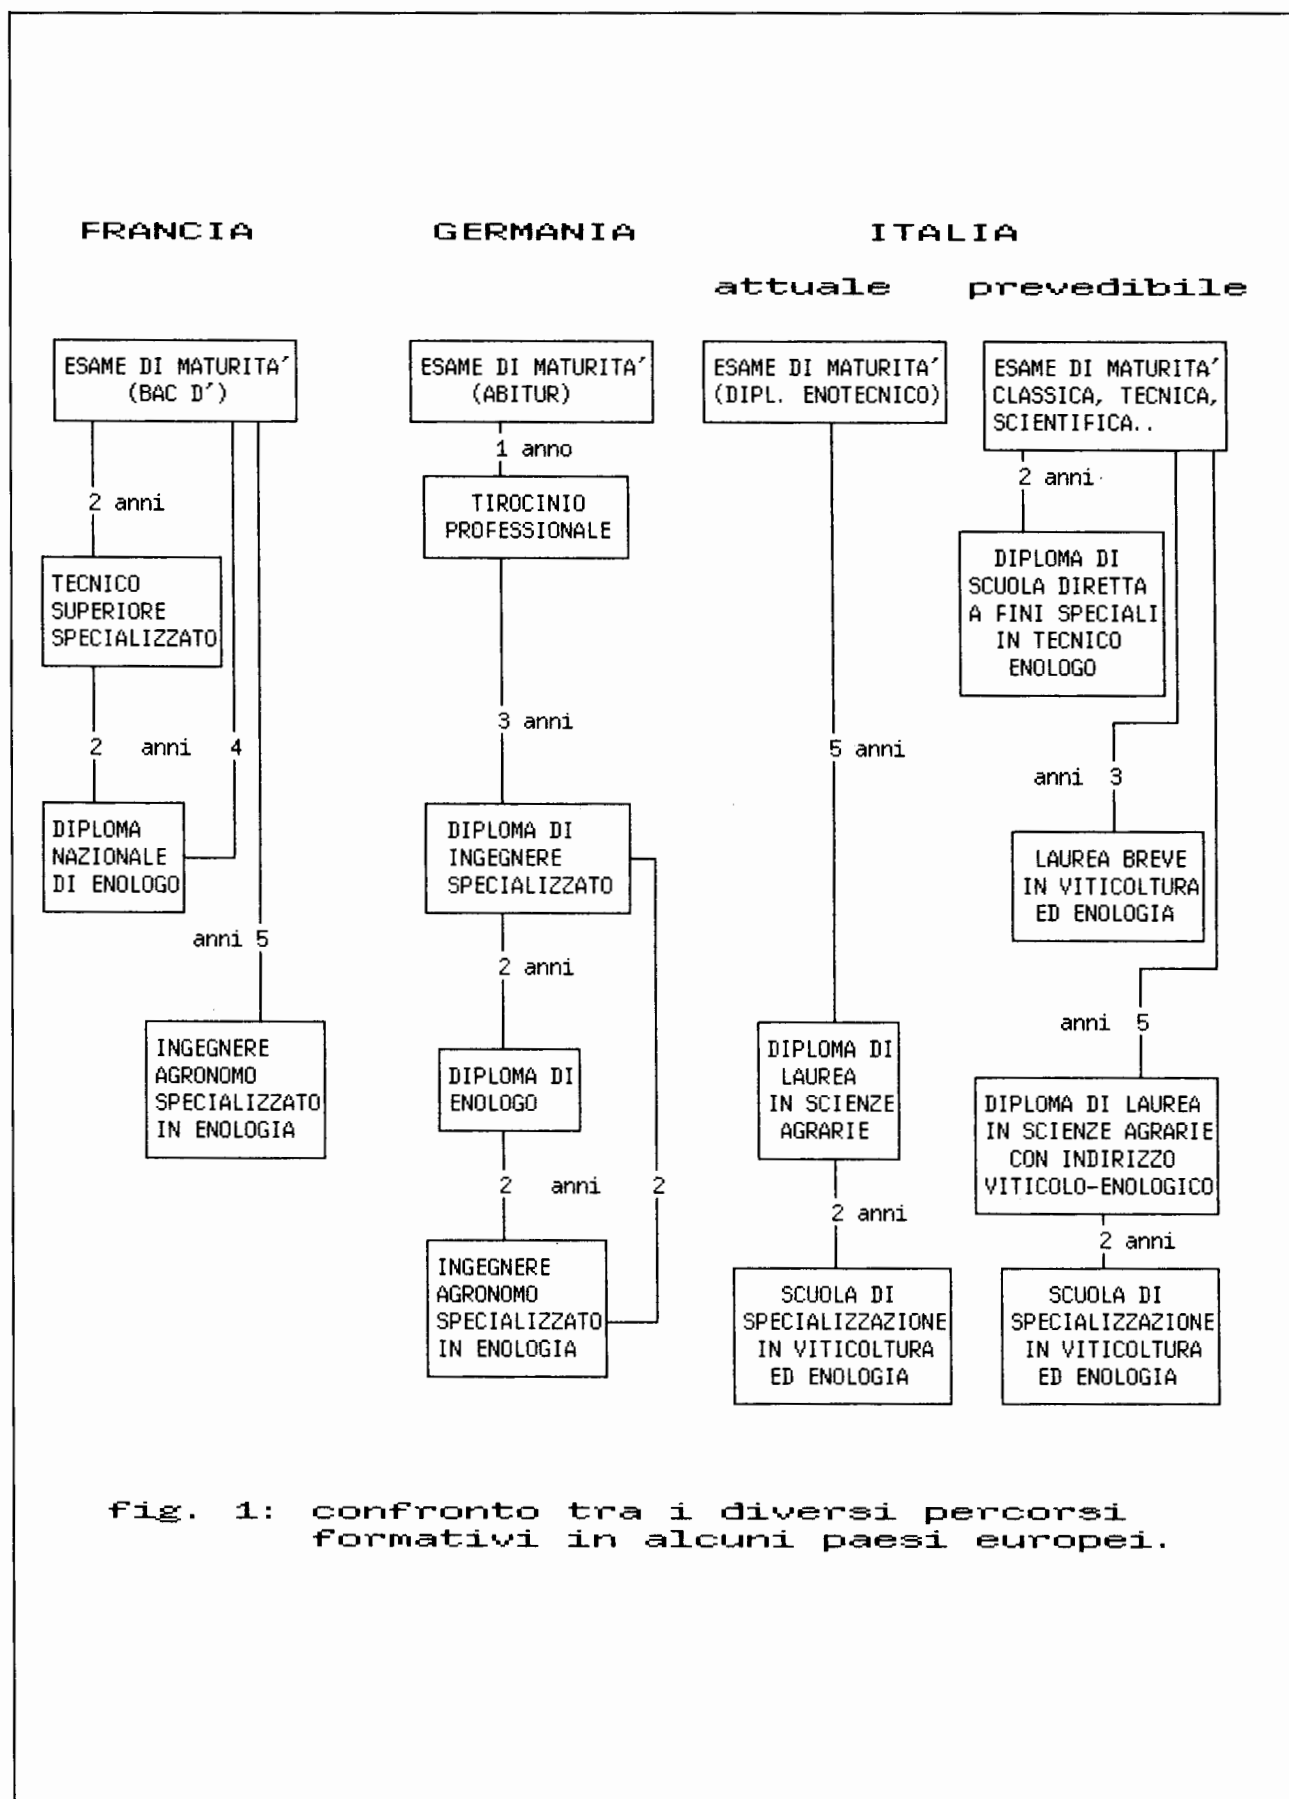 FRANCIA
ESAME DI MATURITA'
(BAC D')
2 anni
TECNICO
SUPERIORE
SPECIALIZZATO
2 anni 4
DIPLOMA
NAZIONALE
DI ENOLOGO
anni 5
INGEGNERE
AGRONOMO
SPECIALIZZATO
IN ENOLOGIA
GERMANIA
ESAME DI MATURITA'
(ABITUR)
1 anno
TIROCINIO
PROFESSIONALE
3 anni
DIPLOMA DI
INGEGNERE
SPECIALIZZATO
2 anni
DIPLOMA DI
ENOLOGO
2 anni 2
INGEGNERE
AGRONOMO
SPECIALIZZATO
IN ENOLOGIA
ITALIA
attuale
ESAME DI MATURITA'
(DIPL. ENOTECNICO)
5 anni
DIPLOMA DI
LAUREA
IN SCIENZE
AGRARIE
2 anni
SCUOLA DI
SPECIALIZZAZIONE
IN VITICOLTURA
ED ENOLOGIA
prevedibile
ESAME DI MATURITA'
CLASSICA, TECNICA,
SCIENTIFICA..
2 anni
DIPLOMA DI
SCUOLA DIRETTA
A FINI SPECIALI
IN TECNICO
ENOLOGO
anni 3
LAUREA BREVE
IN VITICOLTURA
ED ENOLOGIA
anni 5
DIPLOMA DI LAUREA
IN SCIENZE AGRARIE
CON INDIRIZZO
VITICOLO-ENOLOGICO
2 anni
SCUOLA DI
SPECIALIZZAZIONE
IN VITICOLTURA
ED ENOLOGIA
fig. 1: confronto tra i diversi percorsi
formativi in alcuni paesi europei.